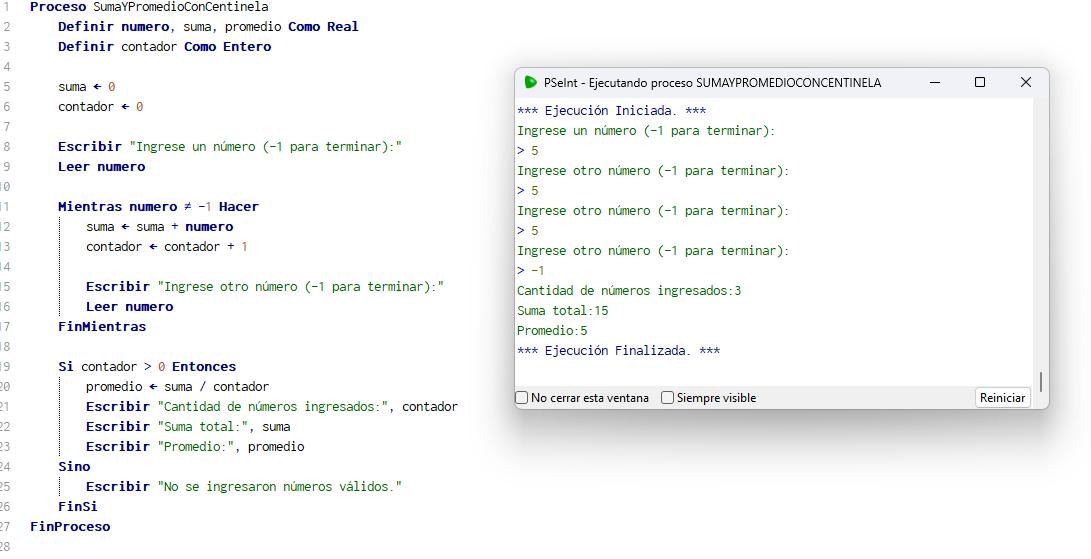 1 Proceso SumaYPromedioConCentinela
2 Definir numero, suma, promedio Como Real
3 Definir contador Como Entero
4
5 suma ← 0
6 contador ← 0
7
8 Escribir "Ingrese un número (-1 para terminar):"
9 Leer numero
10
11 Mientras numero ≠ -1 Hacer
12 suma ← suma + numero
13 contador ← contador + 1
14
15 Escribir "Ingrese otro número (-1 para terminar):"
16 Leer numero
17 FinMientras
18
19 Si contador > 0 Entonces
20 promedio ← suma / contador
21 Escribir "Cantidad de números ingresados:", contador
22 Escribir "Suma total:", suma
23 Escribir "Promedio:", promedio
24 Sino
25 Escribir "No se ingresaron números válidos."
26 FinSi
27 FinProceso
28
PSeInt - Ejecutando proceso SUMAYPROMEDIOCONCENTINELA
*** Ejecución Iniciada. ***
Ingrese un número (-1 para terminar):
> 5
Ingrese otro número (-1 para terminar):
> 5
Ingrese otro número (-1 para terminar):
> 5
Ingrese otro número (-1 para terminar):
> -1
Cantidad de números ingresados:3
Suma total:15
Promedio:5
*** Ejecución Finalizada. ***
No cerrar esta ventana Siempre visible Reiniciar